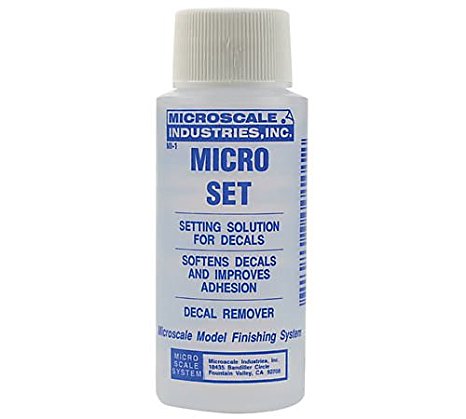 MICROSCALE
INDUSTRIES, INC.
MI-1
MICRO
SET
SETTING SOLUTION
FOR DECALS
SOFTENS DECALS
AND IMPROVES
ADHESION
DECAL REMOVER
Microscale Model Finishing System
MICRO
SCALE
SYSTEM
Microscale Industries, Inc.
18435 Bandilier Circle
Fountain Valley, CA 92708